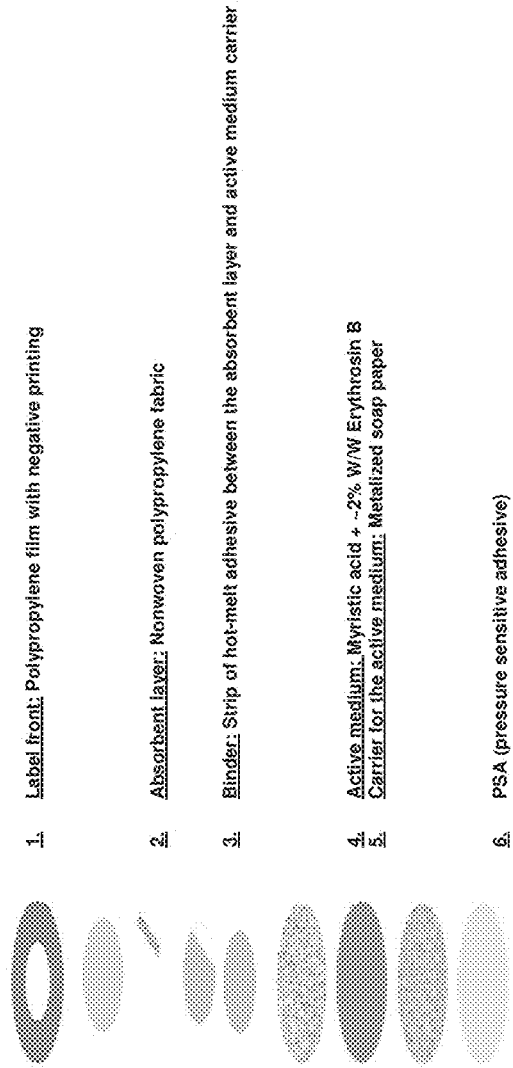 1. Label front: Polypropylene film with negative printing
2. Absorbent layer: Nonwoven polypropylene fabric
3. Binder: Strip of hot-melt adhesive between the absorbent layer and active medium carrier
4. Active medium: Myristic acid + ~2% W/W Erythrosin B
5. Carrier for the active medium: Metalized soap paper
6. PSA (pressure sensitive adhesive)